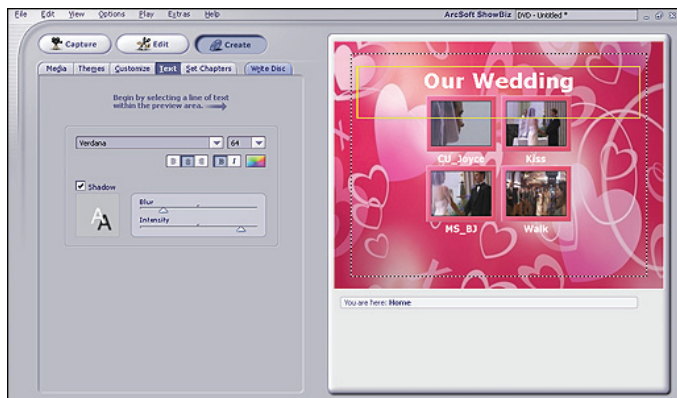 File Edit View Options Play Extras Help ArcSoft ShowBiz DVD - Untitled *
Capture Edit Create
Media Themes Customize Text Set Chapters Write Disc
Begin by selecting a line of text
within the preview area.
Verdana 64
B I
Shadow
Blur
Intensity
Our Wedding
CU_Joyce Kiss
MS_BJ Walk
You are here: Home